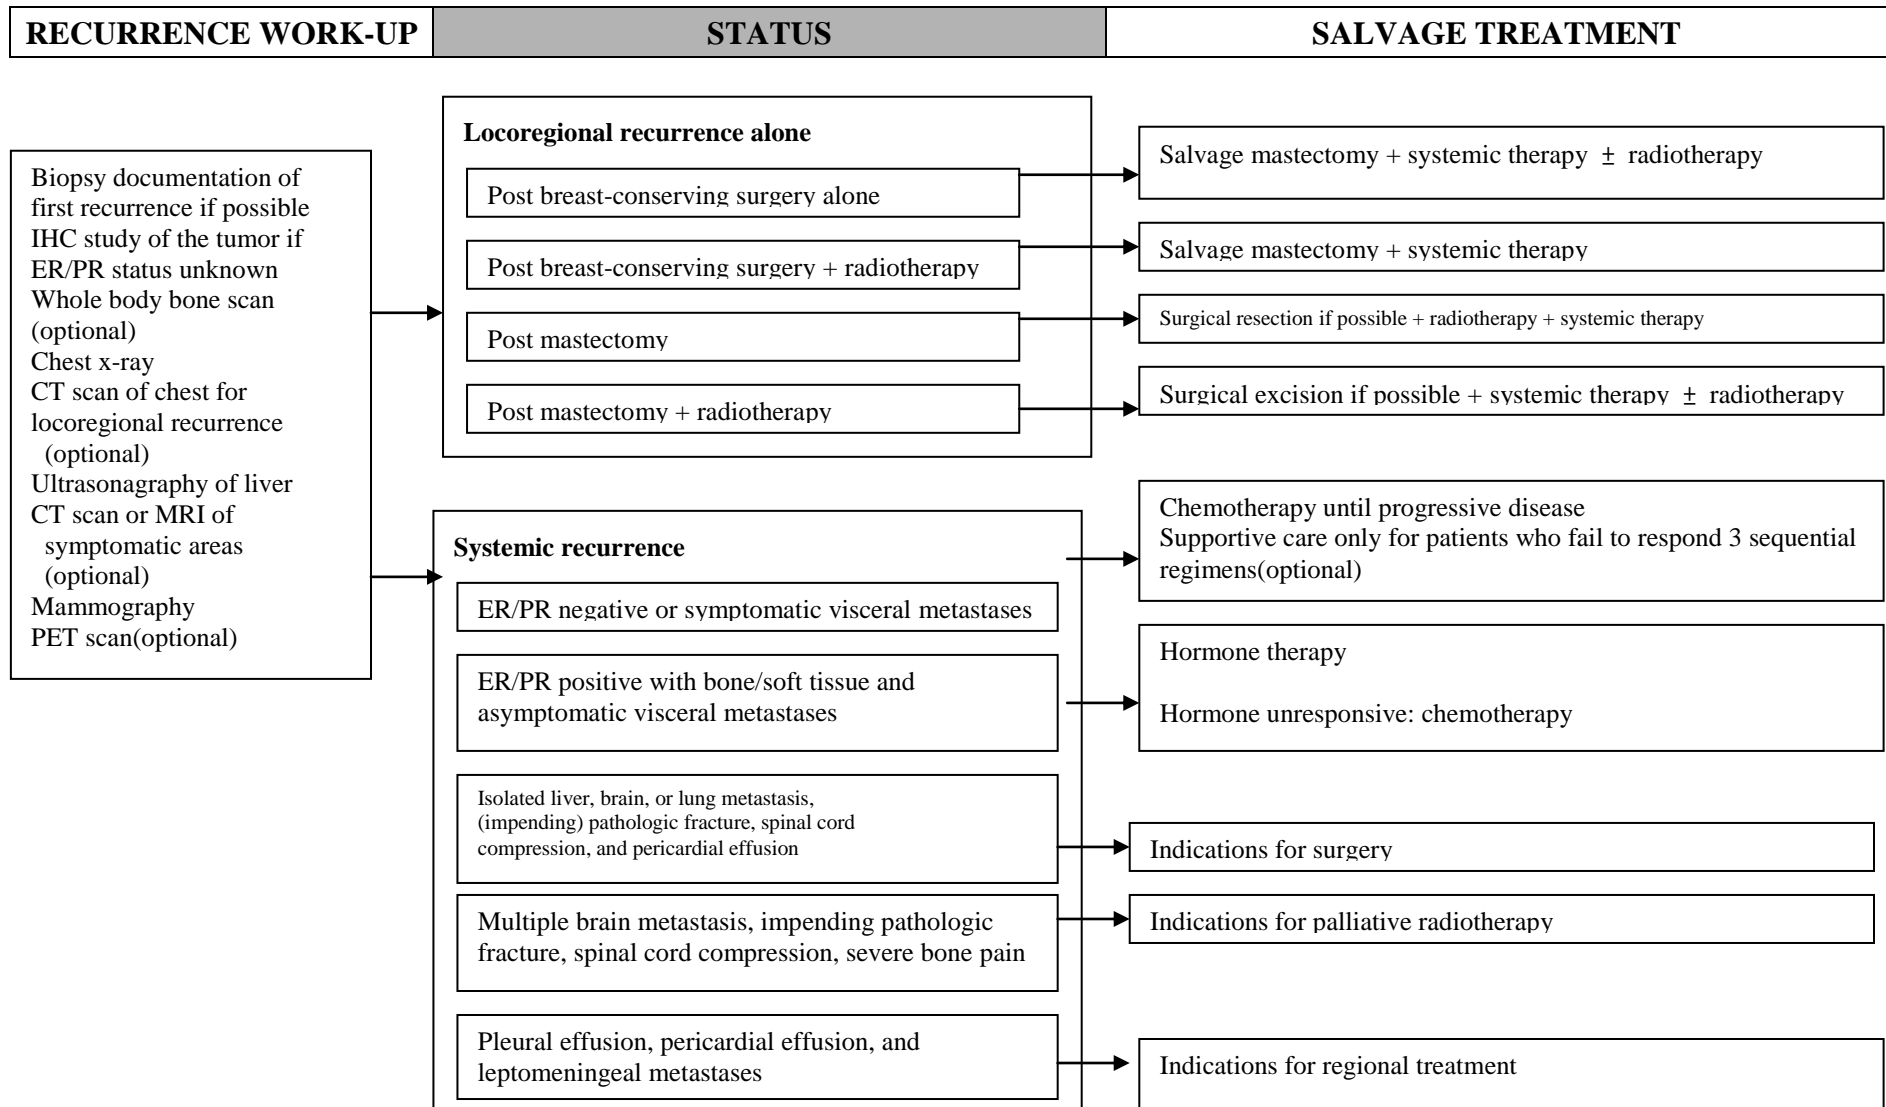 RECURRENCE WORK-UP
STATUS
SALVAGE TREATMENT
Biopsy documentation of
first recurrence if possible
IHC study of the tumor if
ER/PR status unknown
Whole body bone scan
(optional)
Chest x-ray
CT scan of chest for
locoregional recurrence
(optional)
Ultrasonagraphy of liver
CT scan or MRI of
symptomatic areas
(optional)
Mammography
PET scan(optional)
Locoregional recurrence alone
Post breast-conserving surgery alone
Post breast-conserving surgery + radiotherapy
Post mastectomy
Post mastectomy + radiotherapy
Salvage mastectomy + systemic therapy ± radiotherapy
Salvage mastectomy + systemic therapy
Surgical resection if possible + radiotherapy + systemic therapy
Surgical excision if possible + systemic therapy ± radiotherapy
Systemic recurrence
ER/PR negative or symptomatic visceral metastases
ER/PR positive with bone/soft tissue and
asymptomatic visceral metastases
Isolated liver, brain, or lung metastasis,
(impending) pathologic fracture, spinal cord
compression, and pericardial effusion
Multiple brain metastasis, impending pathologic
fracture, spinal cord compression, severe bone pain
Pleural effusion, pericardial effusion, and
leptomeningeal metastases
Chemotherapy until progressive disease
Supportive care only for patients who fail to respond 3 sequential
regimens(optional)
Hormone therapy
Hormone unresponsive: chemotherapy
Indications for surgery
Indications for palliative radiotherapy
Indications for regional treatment